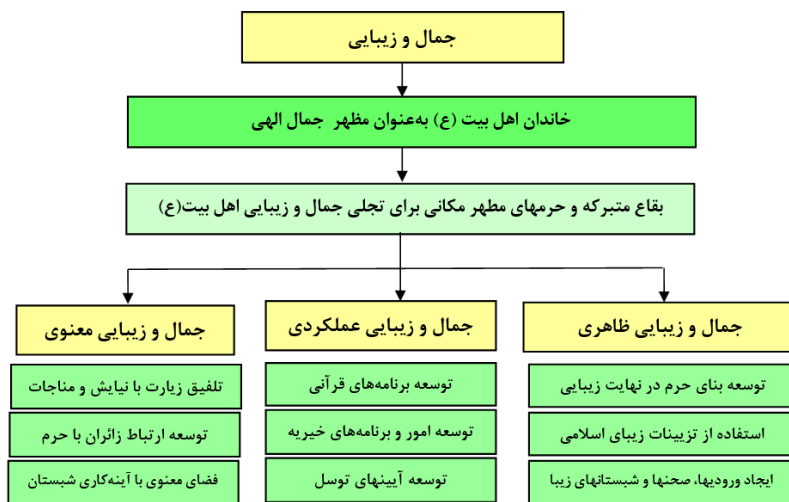 جمال و زیبایی
خاندان اهل بیت (ع) به‌عنوان مظهر جمال الهی
بقاع متبرکه و حرمهای مطهر مکانی برای تجلی جمال و زیبایی اهل بیت(ع)
جمال و زیبایی ظاهری
توسعه بنای حرم در نهایت زیبایی
استفاده از تزیینات زیبای اسلامی
ایجاد ورودیها، صحنها و شبستانهای زیبا
جمال و زیبایی عملکردی
توسعه برنامه‌های قرآنی
توسعه امور و برنامه‌های خیریه
توسعه آیینهای توسل
جمال و زیبایی معنوی
تلفیق زیارت با نیایش و مناجات
توسعه ارتباط زائران با حرم
فضای معنوی با آینه‌کاری شبستان